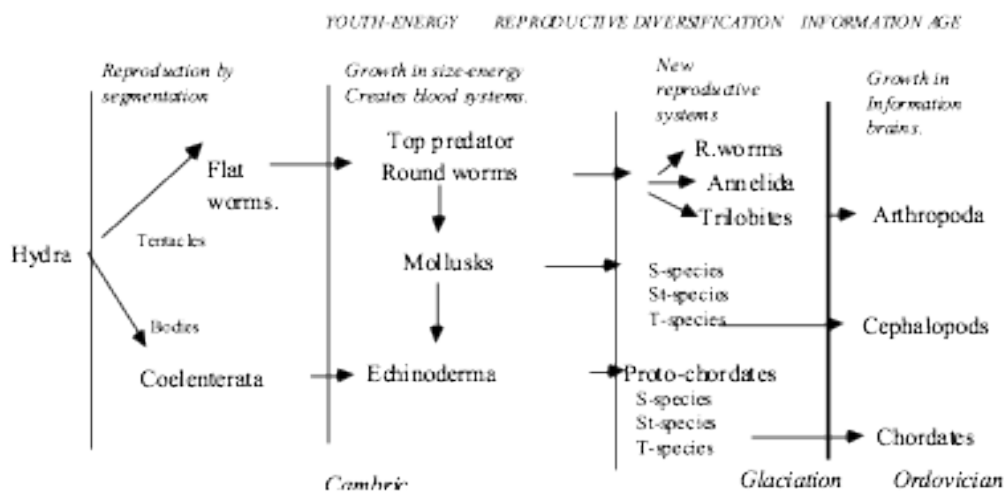 YOUTH-ENERGY REPRODUCTIVE DIVERSIFICATION INFORMATION AGE
Reproduction by
segmentation
Growth in size-energy
Creates blood systems.
New
reproductive
systems
Growth in
Information
brains.
Top predator
Round worms
R.worms
Annelida
Trilobites
Flat
worms.
Arthropoda
Tentacles
Hydra
Mollusks
S-species
St-species
T-species
Cephalopods
Bodies
Coelenterata
Echinoderma
Proto-chordates
S-species
St-species
T-species
Chordates
Cambric
Glaciation
Ordovician